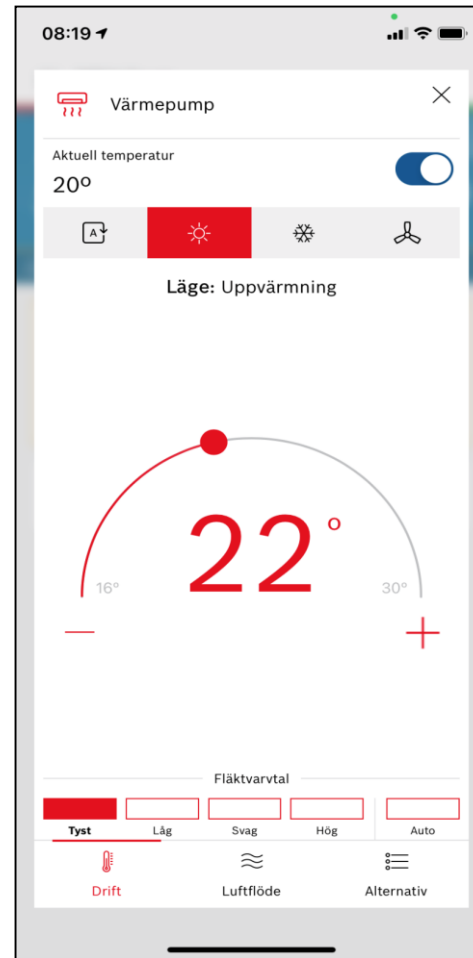 08:19
Värmepump
Aktuell temperatur
20°
A
Läge: Uppvärmning
22°
16°
30°
Fläktvarvtal
Tyst Låg Svag Hög Auto
Drift Luftflöde Alternativ